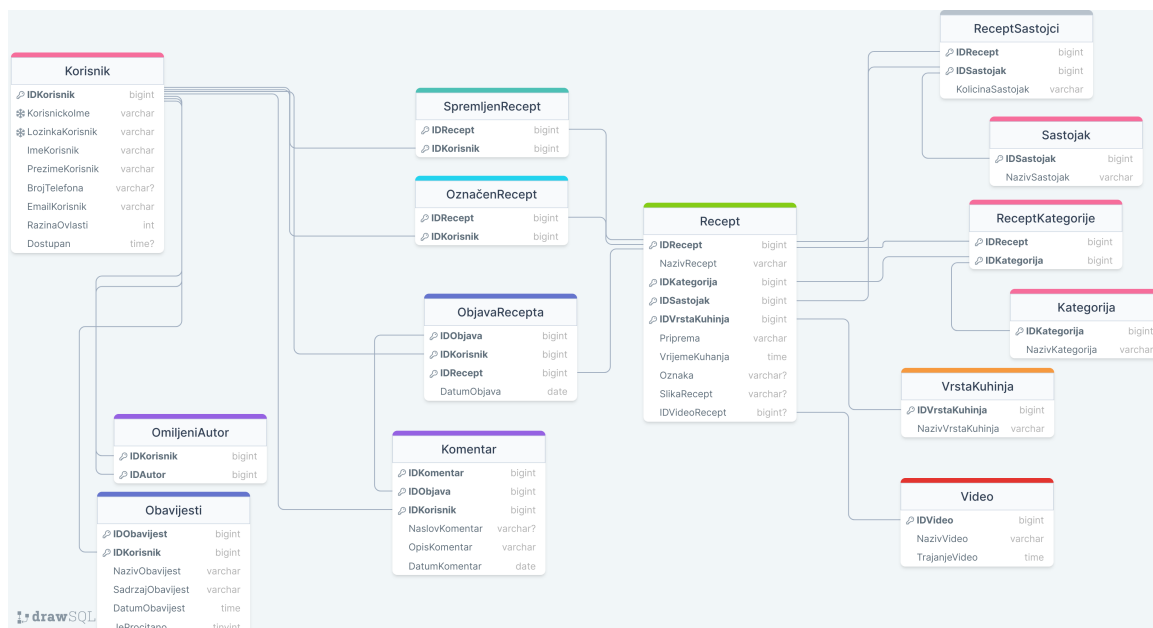 Korisnik
IDKorisnik bigint
KorisnickoIme varchar
LozinkaKorisnik varchar
ImeKorisnik varchar
PrezimeKorisnik varchar
BrojTelefona varchar?
EmailKorisnik varchar
RazinaOvlasti int
Dostupan time?
SpremljenRecept
IDRecept bigint
IDKorisnik bigint
OznačenRecept
IDRecept bigint
IDKorisnik bigint
ObjavaRecepta
IDObjava bigint
IDKorisnik bigint
IDRecept bigint
DatumObjava date
Komentar
IDKomentar bigint
IDObjava bigint
IDKorisnik bigint
NaslovKomentar varchar?
OpisKomentar varchar
DatumKomentar date
OmiljeniAutor
IDKorisnik bigint
IDAutor bigint
Obavijesti
IDObavijest bigint
IDKorisnik bigint
NazivObavijest varchar
SadrzajObavijest varchar
DatumObavijest time
JeProcitano tinyint
Recept
IDRecept bigint
NazivRecept varchar
IDKategorija bigint
IDSastojak bigint
IDVrstaKuhinja bigint
Priprema varchar
VrijemeKuhanja time
Oznaka varchar?
SlikaRecept varchar?
IDVideoRecept bigint?
ReceptSastojci
IDRecept bigint
IDSastojak bigint
KolicinaSastojak varchar
Sastojak
IDSastojak bigint
NazivSastojak varchar
ReceptKategorije
IDRecept bigint
IDKategorija bigint
Kategorija
IDKategorija bigint
NazivKategorija varchar
VrstaKuhinja
IDVrstaKuhinja bigint
NazivVrstaKuhinja varchar
Video
IDVideo bigint
NazivVideo varchar
TrajanjeVideo time
drawSQL